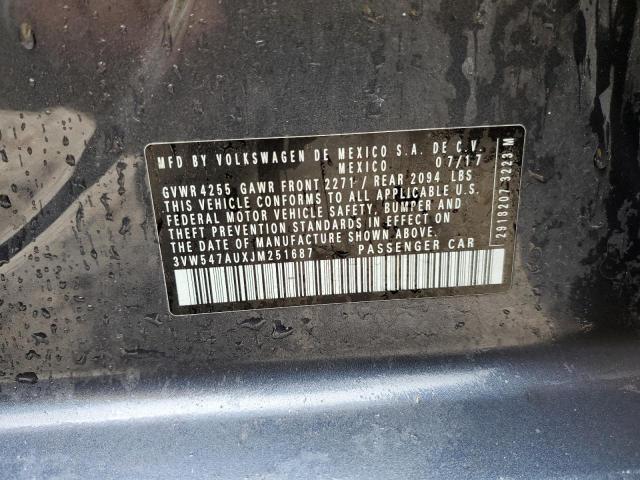 MFD BY VOLKSWAGEN DE MEXICO S.A. DE C.V.
MEXICO 07/17
GVWR 4255 GAWR FRONT 2271/ REAR 2094 LBS
THIS VEHICLE CONFORMS TO ALL APPLICABLE U.S.
FEDERAL MOTOR VEHICLE SAFETY, BUMPER AND
THEFT PREVENTION STANDARDS IN EFFECT ON
THE DATE OF MANUFACTURE SHOWN ABOVE.
3VW547AUXJM251687 PASSENGER CAR
2918207 3223 M